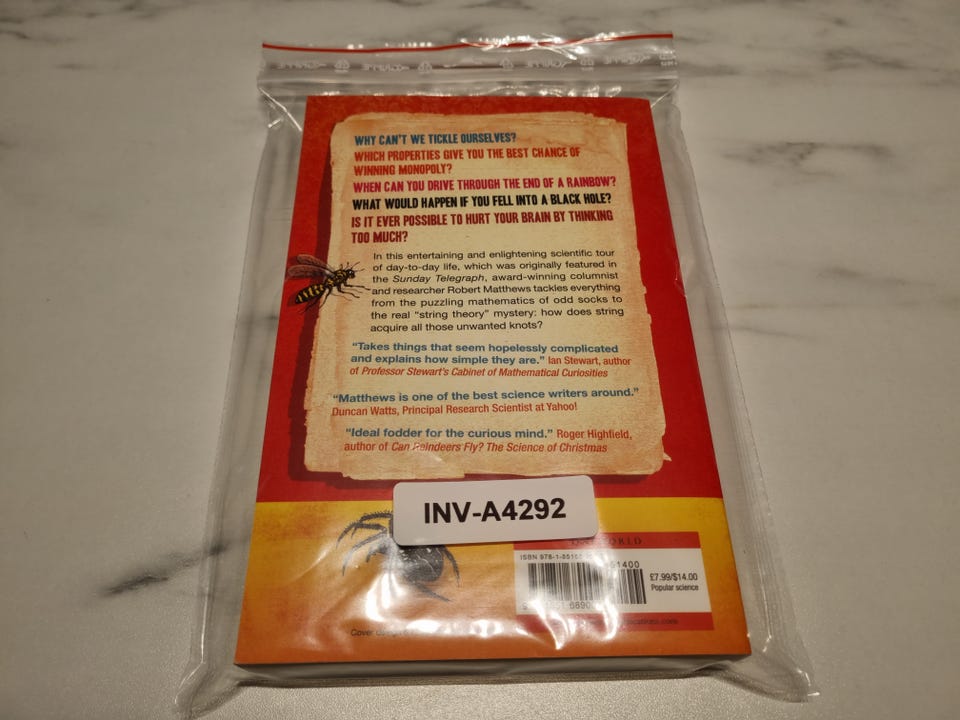 WHY CAN'T WE TICKLE OURSELVES?
WHICH PROPERTIES GIVE YOU THE BEST CHANCE OF
WINNING MONOPOLY?
WHEN CAN YOU DRIVE THROUGH THE END OF A RAINBOW?
WHAT WOULD HAPPEN IF YOU FELL INTO A BLACK HOLE?
IS IT EVER POSSIBLE TO HURT YOUR BRAIN BY THINKING
TOO MUCH?
In this entertaining and enlightening scientific tour
of day-to-day life, which was originally featured in
the Sunday Telegraph, award-winning columnist
and researcher Robert Matthews tackles everything
from the puzzling mathematics of odd socks to
the real "string theory" mystery: how does string
acquire all those unwanted knots?
"Takes things that seem hopelessly complicated
and explains how simple they are." Ian Stewart, author
of Professor Stewart's Cabinet of Mathematical Curiosities
"Matthews is one of the best science writers around."
Duncan Watts, Principal Research Scientist at Yahoo!
"Ideal fodder for the curious mind." Roger Highfield,
author of Can Reindeers Fly? The Science of Christmas
INV-A4292
ISBN
£7.99/$14.00
Popular science
Cover